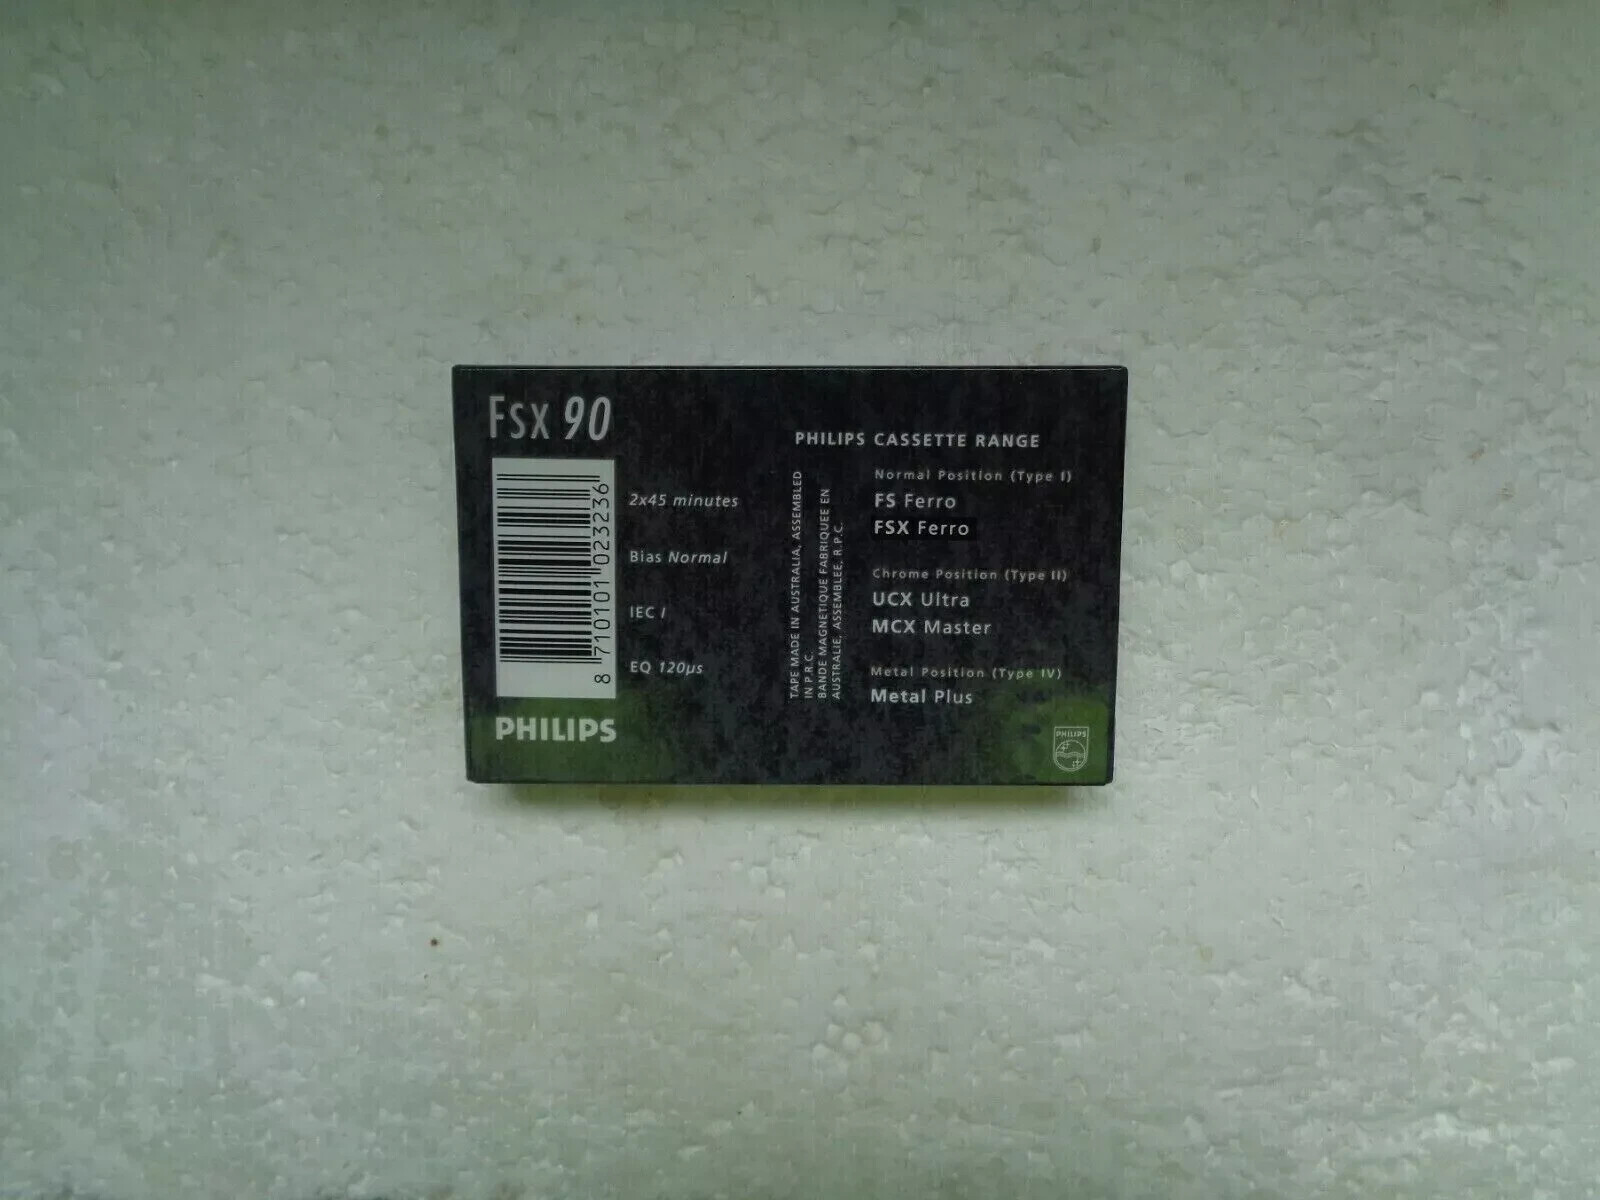 FSX 90
8 710101 023236
2x45 minutes
Bias Normal
IEC I
EQ 120µs
PHILIPS
TAPE MADE IN AUSTRALIA, ASSEMBLED
IN P.R.C.
BANDE MAGNETIQUE FABRIQUEE EN
AUSTRALIE, ASSEMBLEE, R.P.C.
PHILIPS CASSETTE RANGE
Normal Position (Type I)
FS Ferro
FSX Ferro
Chrome Position (Type II)
UCX Ultra
MCX Master
Metal Position (Type IV)
Metal Plus
PHILIPS